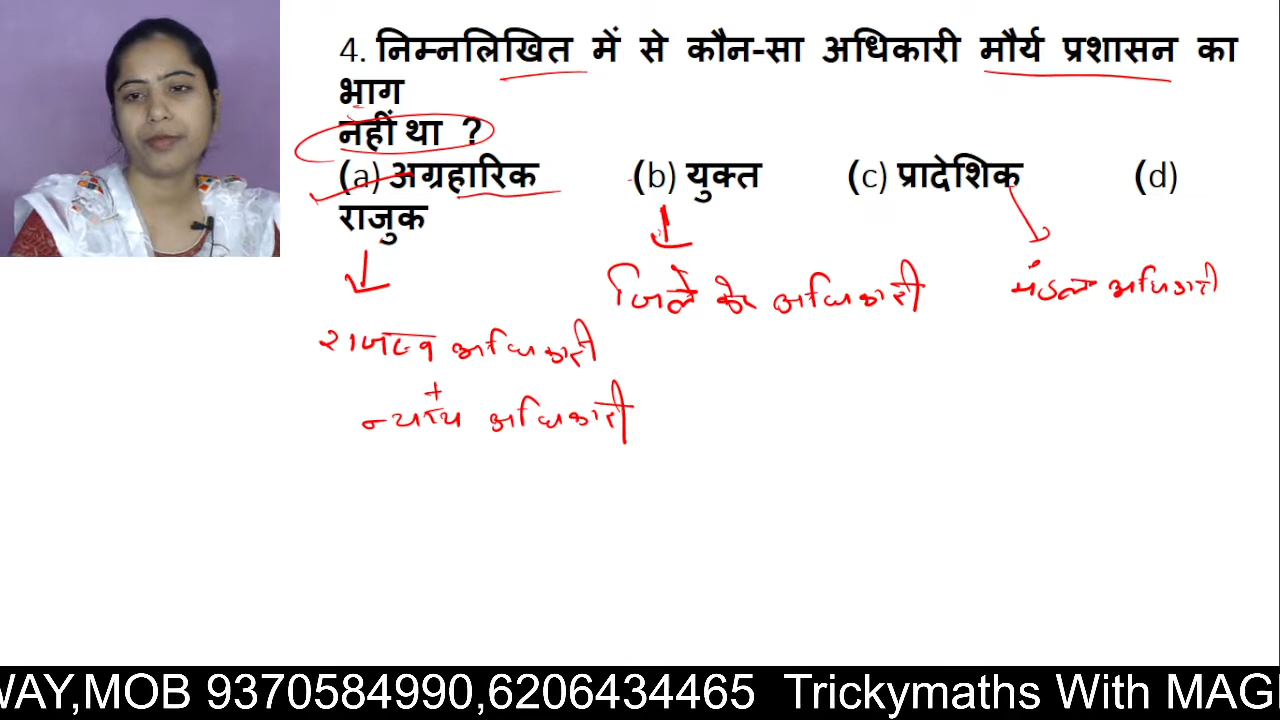 4. निम्नलिखित में से कौन-सा अधिकारी मौर्य प्रशासन का
भाग
नहीं था ?
(a) अग्रहारिक (b) युक्त (c) प्रादेशिक (d)
राजुक
जिले के अधिकारी
मंडल अधिकारी
राजस्व अधिकारी
+
न्याय अधिकारी
WAY,MOB 9370584990,6206434465 Trickymaths With MAGI